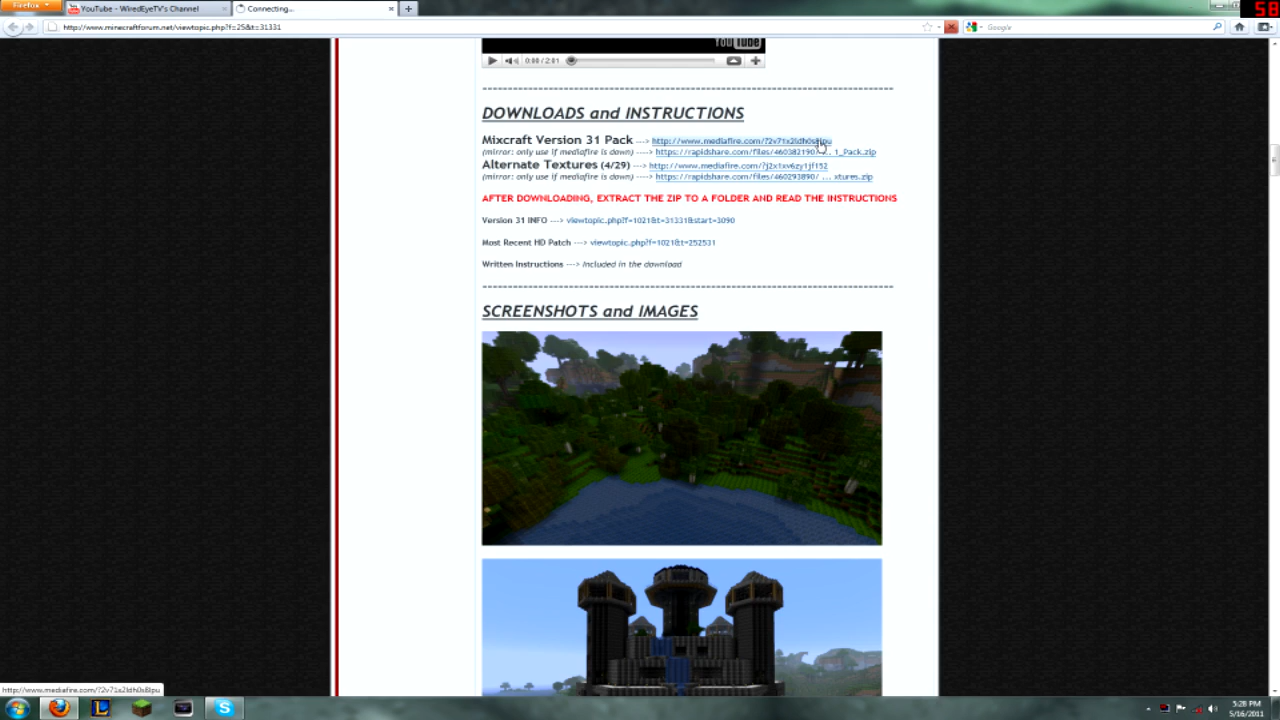 Firefox
YouTube - WiredEyeTV's Channel
Connecting...
58
http://www.minecraftforum.net/viewtopic.php?f=25&t=31331
Google
YouTube
0:00 / 2:01
DOWNLOADS and INSTRUCTIONS
Mixcraft Version 31 Pack ---> http://www.mediafire.com/?2v71x2ldh0s8lpu
(mirror: only use if mediafire is down) ----> https://rapidshare.com/files/460382190/ ... 1_Pack.zip
Alternate Textures (4/29) ---> http://www.mediafire.com/?j2x1xv6zy1jf152
(mirror: only use if mediafire is down) ----> https://rapidshare.com/files/460293890/ ... xtures.zip
AFTER DOWNLOADING, EXTRACT THE ZIP TO A FOLDER AND READ THE INSTRUCTIONS
Version 31 INFO ---> viewtopic.php?f=1021&t=31331&start=3090
Most Recent HD Patch ---> viewtopic.php?f=1021&t=252531
Written Instructions ---> Included in the download
SCREENSHOTS and IMAGES
http://www.mediafire.com/?2v71x2ldh0s8lpu
5:28 PM
5/16/2011